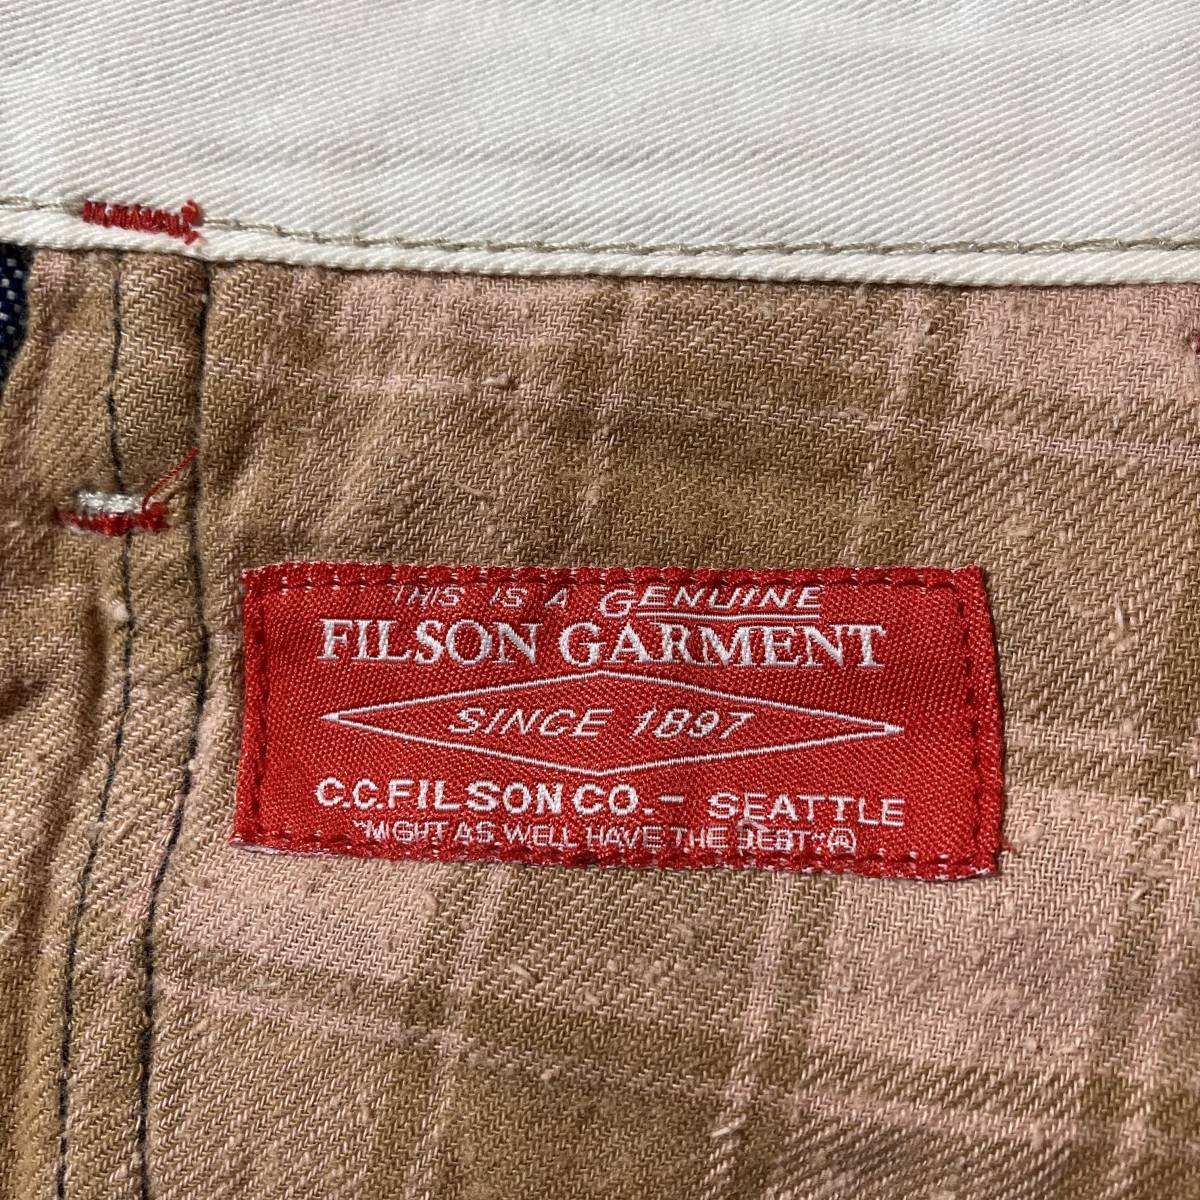 THIS IS A GENUINE
FILSON GARMENT
SINCE 1897
C.C.FILSON CO. - SEATTLE
"MIGHT AS WELL HAVE THE BEST" ®